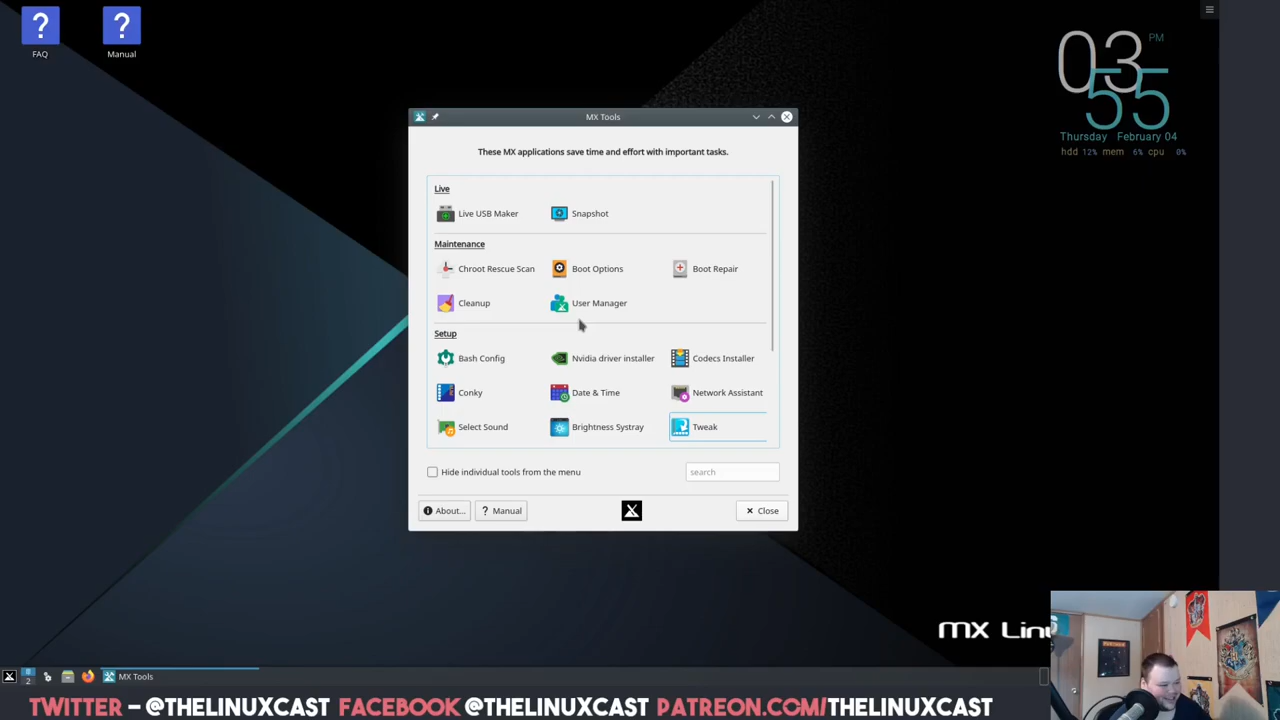 FAQ
Manual
03 PM
55
Thursday February 04
hdd 12% mem 6% cpu 0%
MX Tools
These MX applications save time and effort with important tasks.
Live
Live USB Maker
Snapshot
Maintenance
Chroot Rescue Scan
Boot Options
Boot Repair
Cleanup
User Manager
Setup
Bash Config
Nvidia driver installer
Codecs Installer
Conky
Date & Time
Network Assistant
Select Sound
Brightness Systray
Tweak
Hide individual tools from the menu
search
About...
? Manual
Close
MX Lin
2
MX Tools
TWITTER – @THELINUXCAST FACEBOOK @THELINUXCAST PATREON.COM/THELINUXCAST